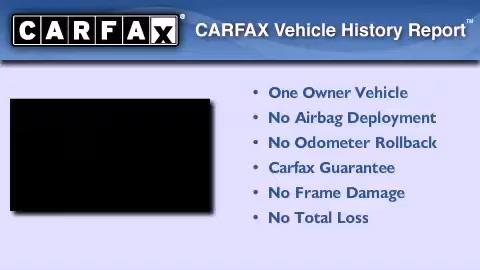 CARFAX® CARFAX Vehicle History Report™
• One Owner Vehicle
• No Airbag Deployment
• No Odometer Rollback
• Carfax Guarantee
• No Frame Damage
• No Total Loss